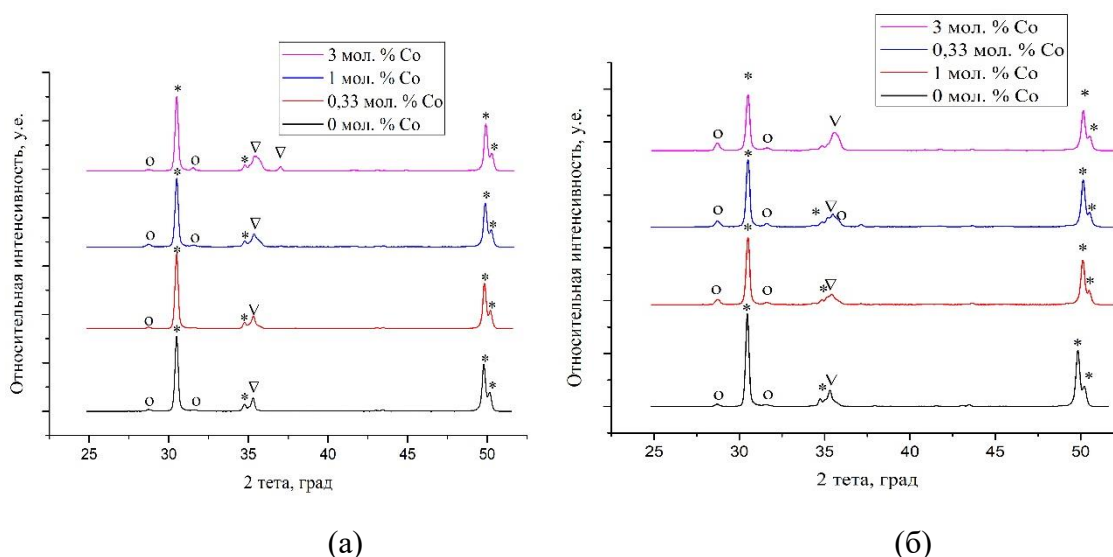 3 мол. % Co
1 мол. % Co
0,33 мол. % Co
0 мол. % Co
Относительная интенсивность, у.е.
* * *
o o * ∇ ∇
* * *
o o * ∇
* * *
o * V
* * *
o o * ∇
25 30 35 40 45 50
2 тета, град
(а)
3 мол. % Co
0,33 мол. % Co
1 мол. % Co
0 мол. % Co
Относительная интенсивность, у.е.
* * *
o o V
* * *
o o * V o
* * *
o o * ∇
* * *
o o * V
25 30 35 40 45 50
2 тета, град
(б)